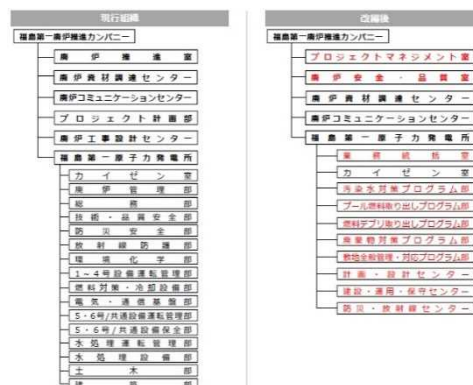 現行組織
福島第一廃炉推進カンパニー
廃炉推進室
廃炉資材調達センター
廃炉コミュニケーションセンター
プロジェクト計画部
廃炉工事設計センター
福島第一原子力発電所
カイゼン室
廃炉管理部
総務部
技術・品質安全部
防災安全部
放射線防護部
環境化学部
1~4号設備運転管理部
燃料対策・冷却設備部
電気・通信基盤部
5・6号/共通設備運転管理部
5・6号/共通設備保全部
水処理運転管理部
水処理設備部
土木部
建築部
改編後
福島第一廃炉推進カンパニー
プロジェクトマネジメント室
廃炉安全・品質室
廃炉資材調達センター
廃炉コミュニケーションセンター
福島第一原子力発電所
業務統括室
カイゼン室
汚染水対策プログラム部
プール燃料取り出しプログラム部
燃料デブリ取り出しプログラム部
廃棄物対策プログラム部
敷地全般管理・対応プログラム部
計画・設計センター
建設・運用・保守センター
防災・放射線センター